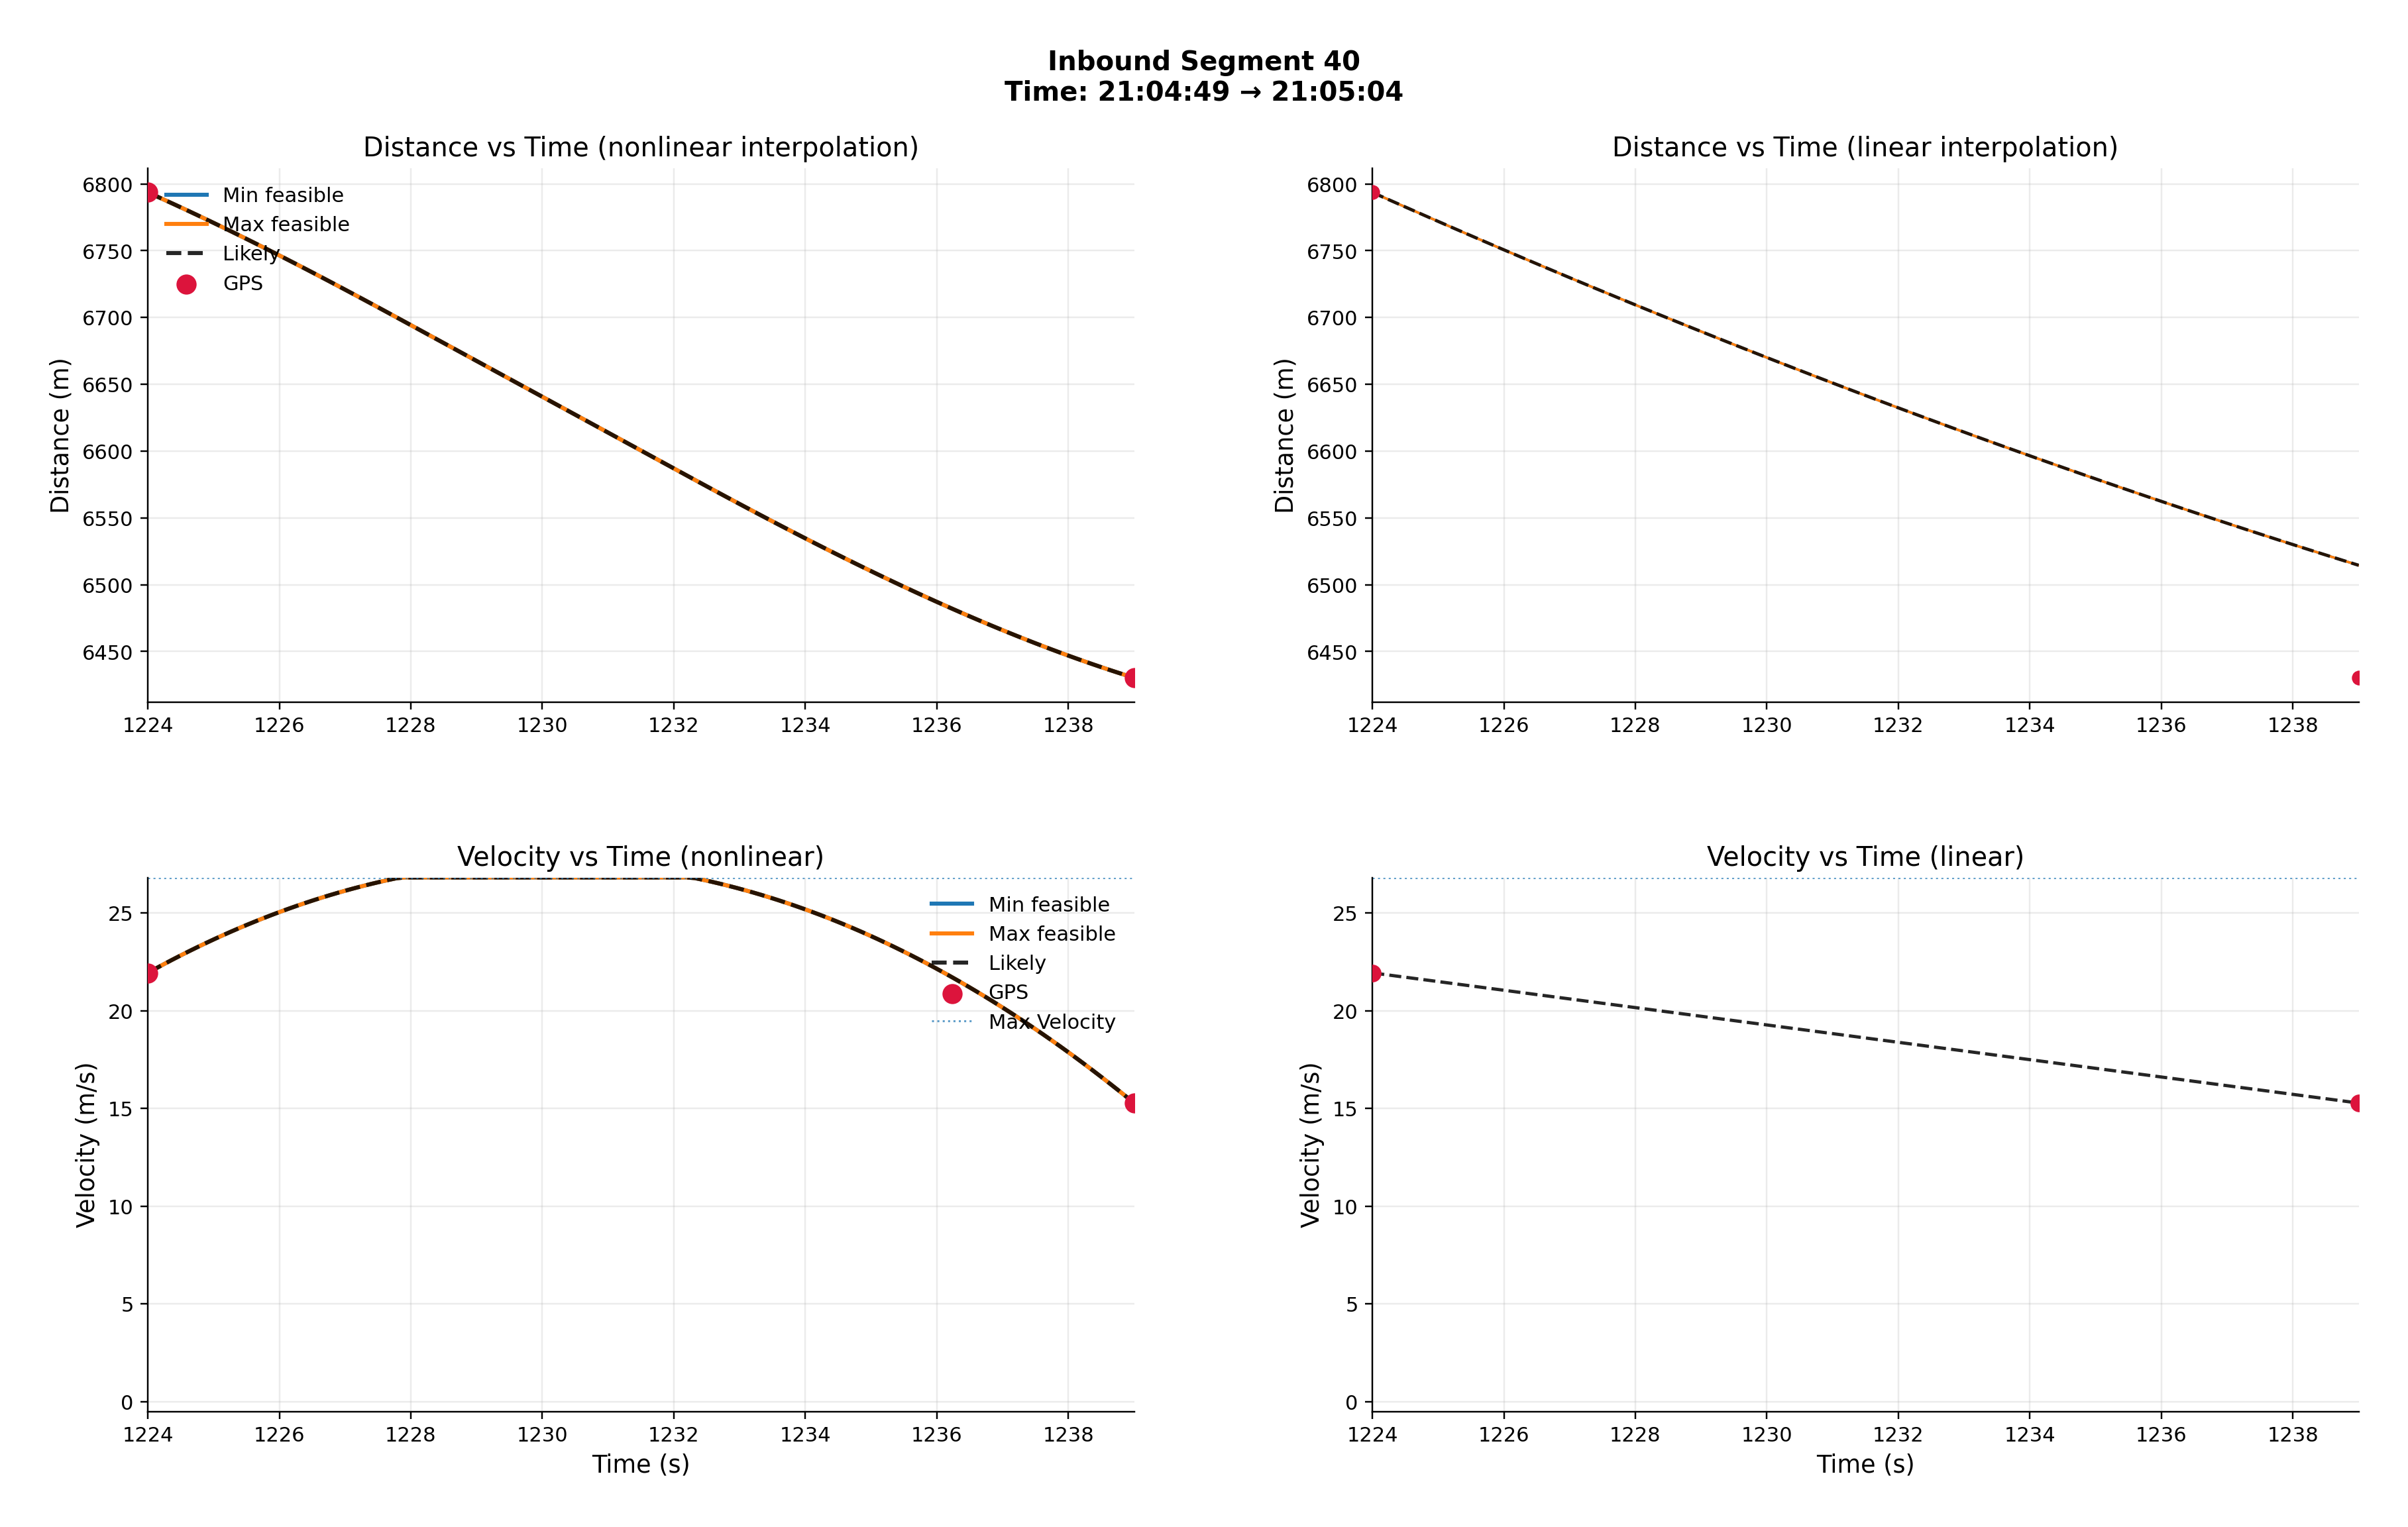 Inbound Segment 40
Time: 21:04:49 → 21:05:04
Distance vs Time (nonlinear interpolation)
Distance (m)
6800
6750
6700
6650
6600
6550
6500
6450
Min feasible
Max feasible
Likely
GPS
1224 1226 1228 1230 1232 1234 1236 1238
Distance vs Time (linear interpolation)
Distance (m)
6800
6750
6700
6650
6600
6550
6500
6450
1224 1226 1228 1230 1232 1234 1236 1238
Velocity vs Time (nonlinear)
Velocity (m/s)
25
20
15
10
5
0
Min feasible
Max feasible
Likely
GPS
Max Velocity
1224 1226 1228 1230 1232 1234 1236 1238
Time (s)
Velocity vs Time (linear)
Velocity (m/s)
25
20
15
10
5
0
1224 1226 1228 1230 1232 1234 1236 1238
Time (s)